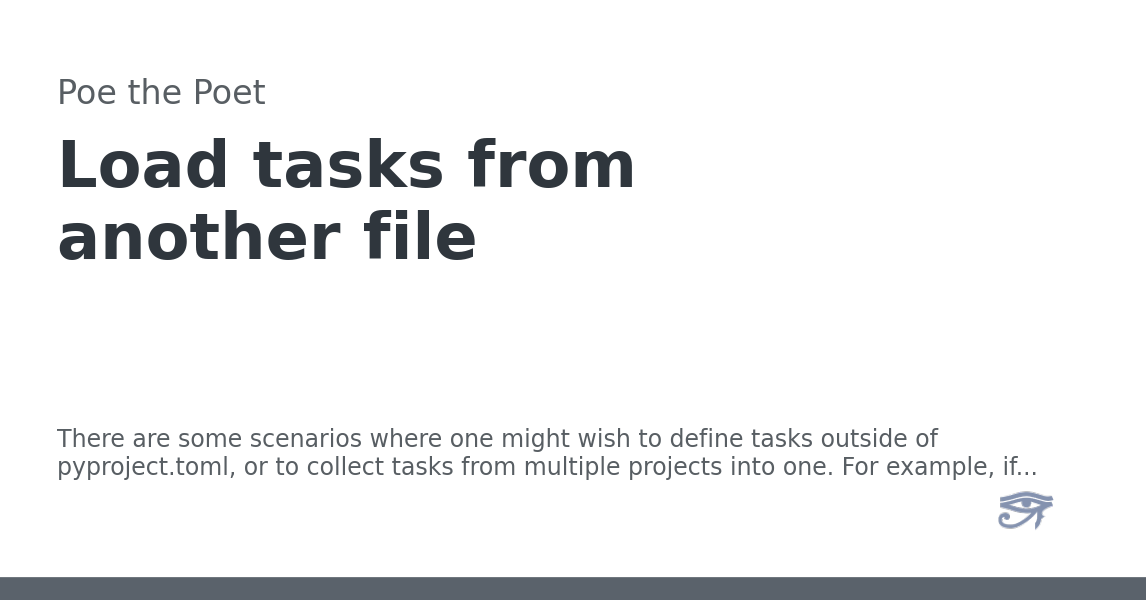 Poe the Poet
Load tasks from
another file
There are some scenarios where one might wish to define tasks outside of
pyproject.toml, or to collect tasks from multiple projects into one. For example, if...